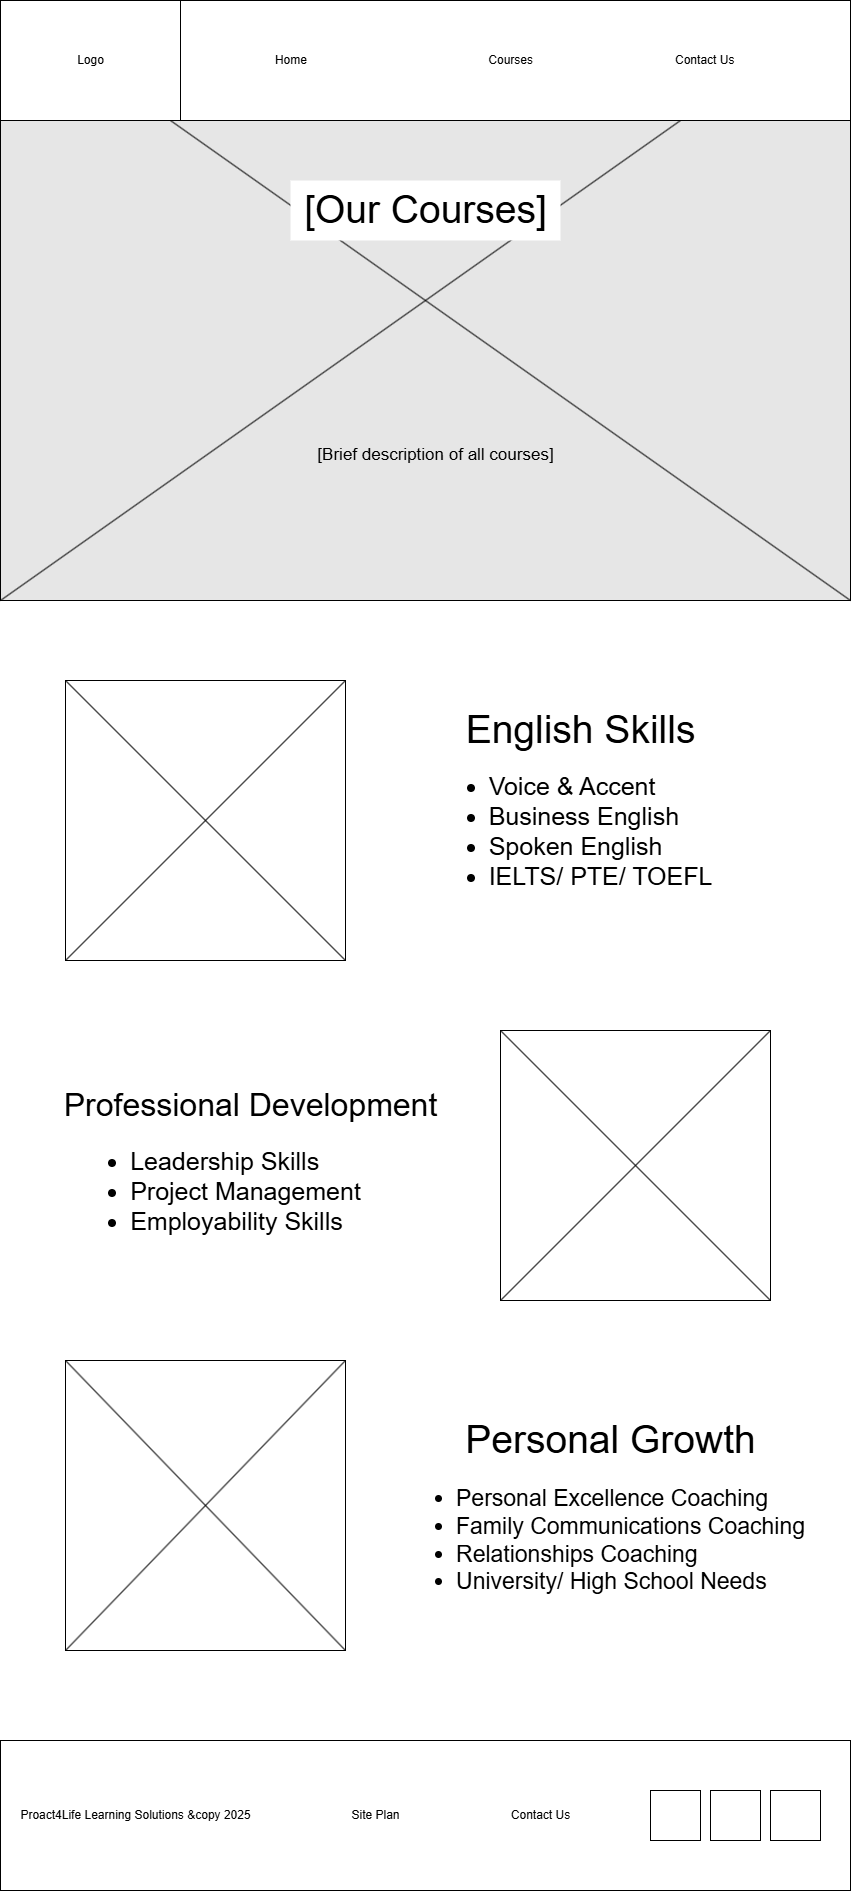 Logo
Home
Courses
Contact Us
[Our Courses]
[Brief description of all courses]
English Skills
Voice & Accent
Business English
Spoken English
IELTS/ PTE/ TOEFL
Professional Development
Leadership Skills
Project Management
Employability Skills
Personal Growth
Personal Excellence Coaching
Family Communications Coaching
Relationships Coaching
University/ High School Needs
Proact4Life Learning Solutions &copy 2025
Site Plan
Contact Us